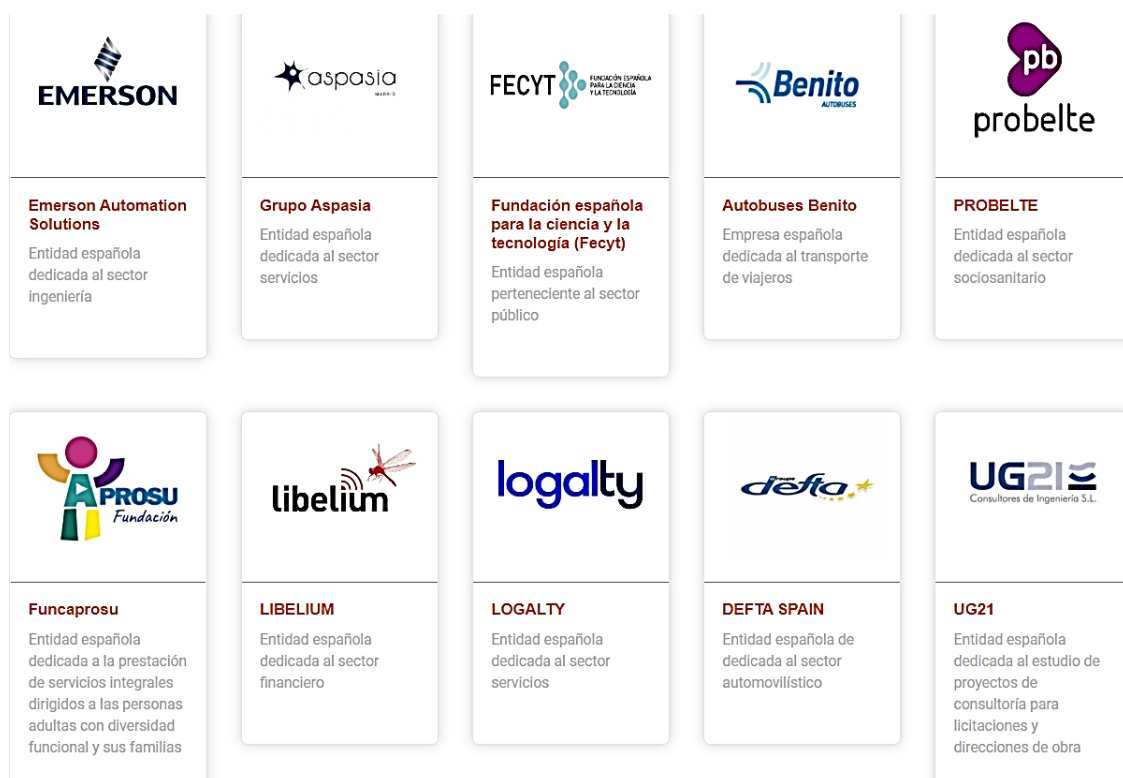 EMERSON
aspasia
MADRID
FECYT
FUNDACIÓN ESPAÑOLA
PARA LA CIENCIA
Y LA TECNOLOGÍA
Benito
AUTOBUSES
pb
probelte
Emerson Automation
Solutions
Entidad española
dedicada al sector
ingeniería
Grupo Aspasia
Entidad española
dedicada al sector
servicios
Fundación española
para la ciencia y la
tecnología (Fecyt)
Entidad española
perteneciente al sector
público
Autobuses Benito
Empresa española
dedicada al transporte
de viajeros
PROBELTE
Entidad española
dedicada al sector
sociosanitario
APROSU
Fundación
libelium
logalty
Groupe
defta
UG21
Consultores de Ingeniería S.L.
Funcaprosu
Entidad española
dedicada a la prestación
de servicios integrales
dirigidos a las personas
adultas con diversidad
funcional y sus familias
LIBELIUM
Entidad española
dedicada al sector
financiero
LOGALTY
Entidad española
dedicada al sector
servicios
DEFTA SPAIN
Entidad española de
dedicada al sector
automovilístico
UG21
Entidad española
dedicada al estudio de
proyectos de
consultoría para
licitaciones y
direcciones de obra